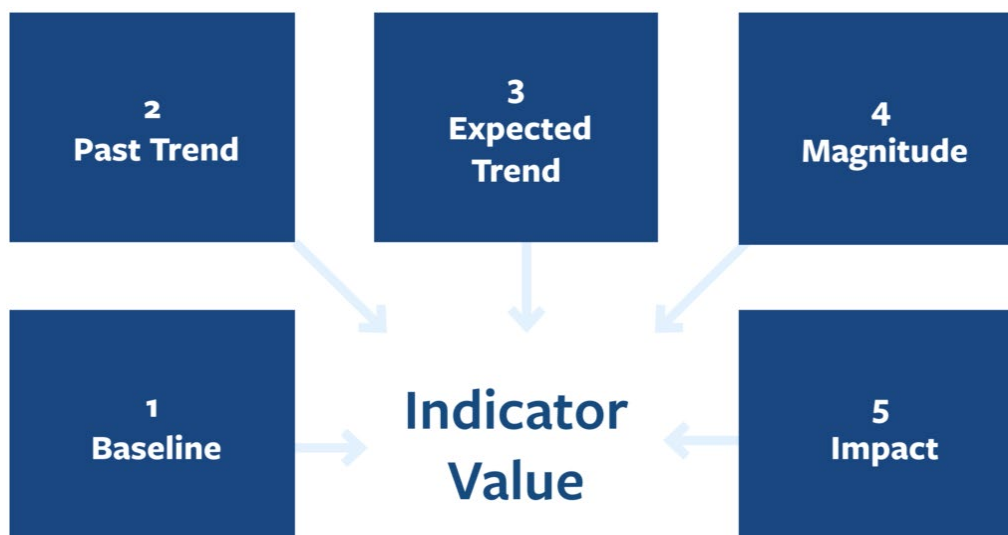 2
Past Trend
3
Expected
Trend
4
Magnitude
1
Baseline
Indicator
Value
5
Impact